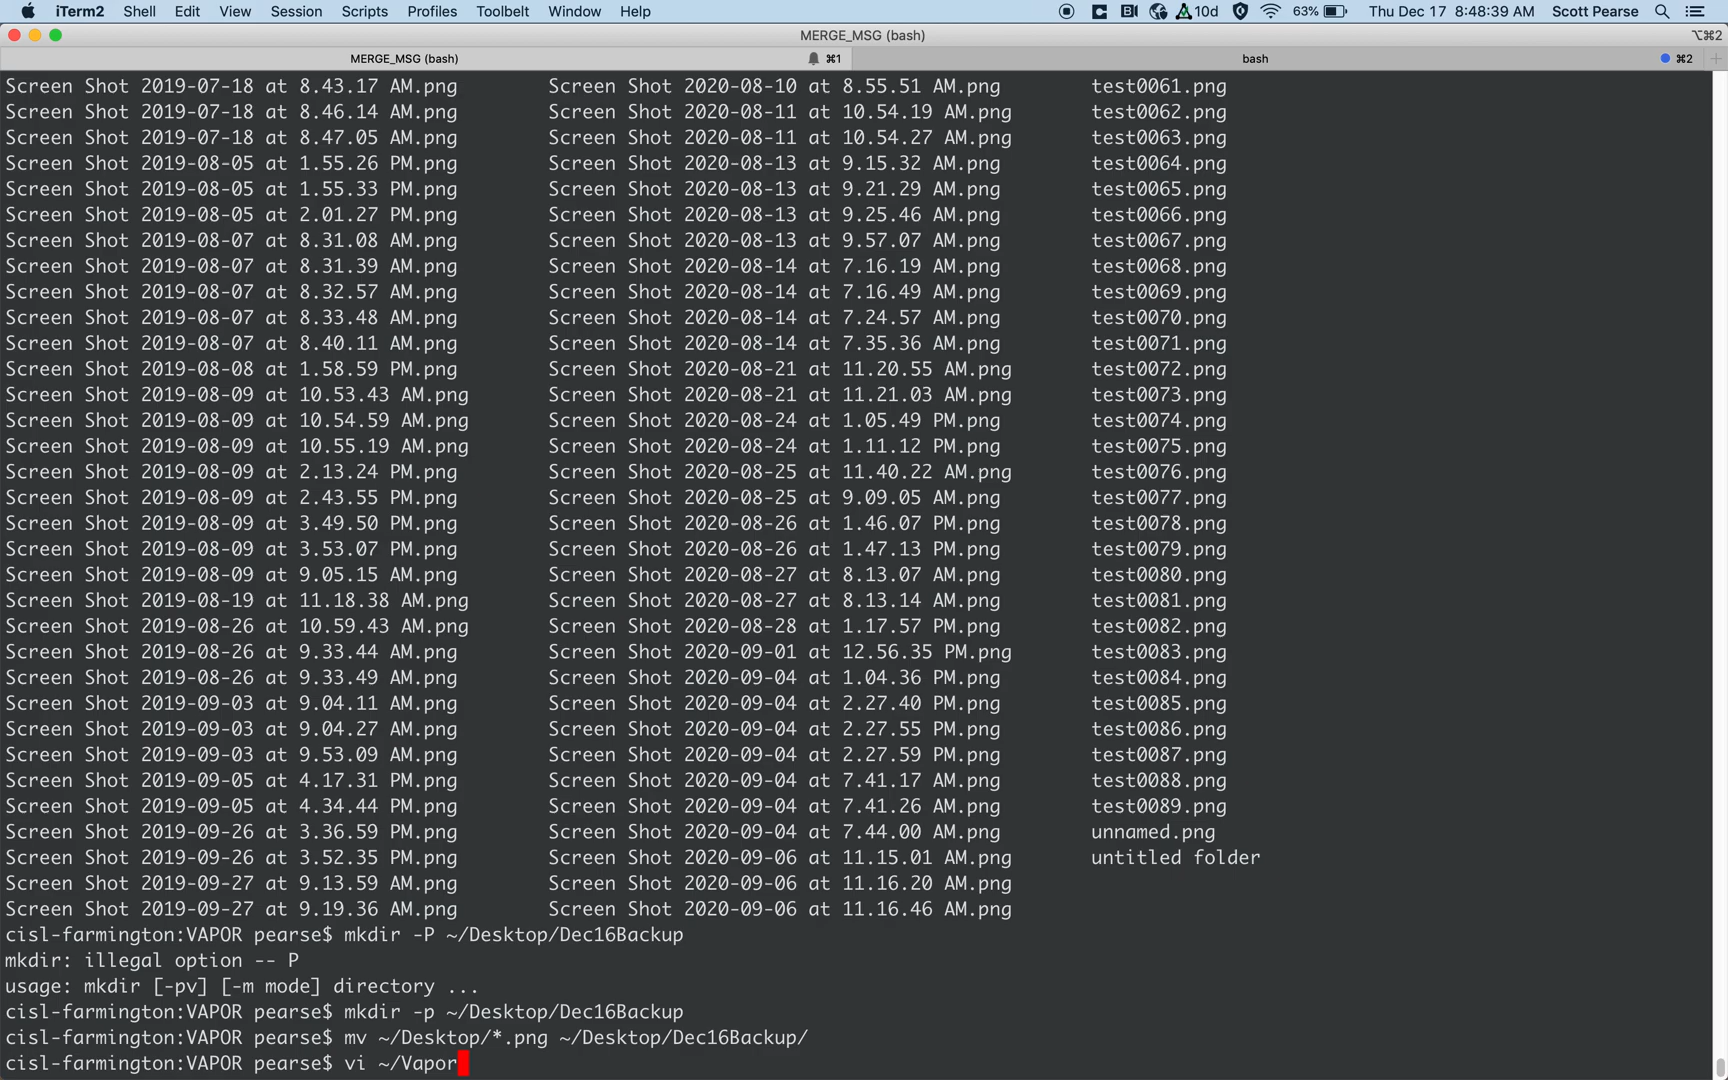 iTerm2 Shell Edit View Session Scripts Profiles Toolbelt Window Help 10d 63% Thu Dec 17 8:48:39 AM Scott Pearse
MERGE_MSG (bash) ⌥⌘2
MERGE_MSG (bash) ⌘1 bash ⌘2
Screen Shot 2019-07-18 at 8.43.17 AM.png Screen Shot 2020-08-10 at 8.55.51 AM.png test0061.png
Screen Shot 2019-07-18 at 8.46.14 AM.png Screen Shot 2020-08-11 at 10.54.19 AM.png test0062.png
Screen Shot 2019-07-18 at 8.47.05 AM.png Screen Shot 2020-08-11 at 10.54.27 AM.png test0063.png
Screen Shot 2019-08-05 at 1.55.26 PM.png Screen Shot 2020-08-13 at 9.15.32 AM.png test0064.png
Screen Shot 2019-08-05 at 1.55.33 PM.png Screen Shot 2020-08-13 at 9.21.29 AM.png test0065.png
Screen Shot 2019-08-05 at 2.01.27 PM.png Screen Shot 2020-08-13 at 9.25.46 AM.png test0066.png
Screen Shot 2019-08-07 at 8.31.08 AM.png Screen Shot 2020-08-13 at 9.57.07 AM.png test0067.png
Screen Shot 2019-08-07 at 8.31.39 AM.png Screen Shot 2020-08-14 at 7.16.19 AM.png test0068.png
Screen Shot 2019-08-07 at 8.32.57 AM.png Screen Shot 2020-08-14 at 7.16.49 AM.png test0069.png
Screen Shot 2019-08-07 at 8.33.48 AM.png Screen Shot 2020-08-14 at 7.24.57 AM.png test0070.png
Screen Shot 2019-08-07 at 8.40.11 AM.png Screen Shot 2020-08-14 at 7.35.36 AM.png test0071.png
Screen Shot 2019-08-08 at 1.58.59 PM.png Screen Shot 2020-08-21 at 11.20.55 AM.png test0072.png
Screen Shot 2019-08-09 at 10.53.43 AM.png Screen Shot 2020-08-21 at 11.21.03 AM.png test0073.png
Screen Shot 2019-08-09 at 10.54.59 AM.png Screen Shot 2020-08-24 at 1.05.49 PM.png test0074.png
Screen Shot 2019-08-09 at 10.55.19 AM.png Screen Shot 2020-08-24 at 1.11.12 PM.png test0075.png
Screen Shot 2019-08-09 at 2.13.24 PM.png Screen Shot 2020-08-25 at 11.40.22 AM.png test0076.png
Screen Shot 2019-08-09 at 2.43.55 PM.png Screen Shot 2020-08-25 at 9.09.05 AM.png test0077.png
Screen Shot 2019-08-09 at 3.49.50 PM.png Screen Shot 2020-08-26 at 1.46.07 PM.png test0078.png
Screen Shot 2019-08-09 at 3.53.07 PM.png Screen Shot 2020-08-26 at 1.47.13 PM.png test0079.png
Screen Shot 2019-08-09 at 9.05.15 AM.png Screen Shot 2020-08-27 at 8.13.07 AM.png test0080.png
Screen Shot 2019-08-19 at 11.18.38 AM.png Screen Shot 2020-08-27 at 8.13.14 AM.png test0081.png
Screen Shot 2019-08-26 at 10.59.43 AM.png Screen Shot 2020-08-28 at 1.17.57 PM.png test0082.png
Screen Shot 2019-08-26 at 9.33.44 AM.png Screen Shot 2020-09-01 at 12.56.35 PM.png test0083.png
Screen Shot 2019-08-26 at 9.33.49 AM.png Screen Shot 2020-09-04 at 1.04.36 PM.png test0084.png
Screen Shot 2019-09-03 at 9.04.11 AM.png Screen Shot 2020-09-04 at 2.27.40 PM.png test0085.png
Screen Shot 2019-09-03 at 9.04.27 AM.png Screen Shot 2020-09-04 at 2.27.55 PM.png test0086.png
Screen Shot 2019-09-03 at 9.53.09 AM.png Screen Shot 2020-09-04 at 2.27.59 PM.png test0087.png
Screen Shot 2019-09-05 at 4.17.31 PM.png Screen Shot 2020-09-04 at 7.41.17 AM.png test0088.png
Screen Shot 2019-09-05 at 4.34.44 PM.png Screen Shot 2020-09-04 at 7.41.26 AM.png test0089.png
Screen Shot 2019-09-26 at 3.36.59 PM.png Screen Shot 2020-09-04 at 7.44.00 AM.png unnamed.png
Screen Shot 2019-09-26 at 3.52.35 PM.png Screen Shot 2020-09-06 at 11.15.01 AM.png untitled folder
Screen Shot 2019-09-27 at 9.13.59 AM.png Screen Shot 2020-09-06 at 11.16.20 AM.png
Screen Shot 2019-09-27 at 9.19.36 AM.png Screen Shot 2020-09-06 at 11.16.46 AM.png
cisl-farmington:VAPOR pearse$ mkdir -P ~/Desktop/Dec16Backup
mkdir: illegal option -- P
usage: mkdir [-pv] [-m mode] directory ...
cisl-farmington:VAPOR pearse$ mkdir -p ~/Desktop/Dec16Backup
cisl-farmington:VAPOR pearse$ mv ~/Desktop/*.png ~/Desktop/Dec16Backup/
cisl-farmington:VAPOR pearse$ vi ~/Vapor